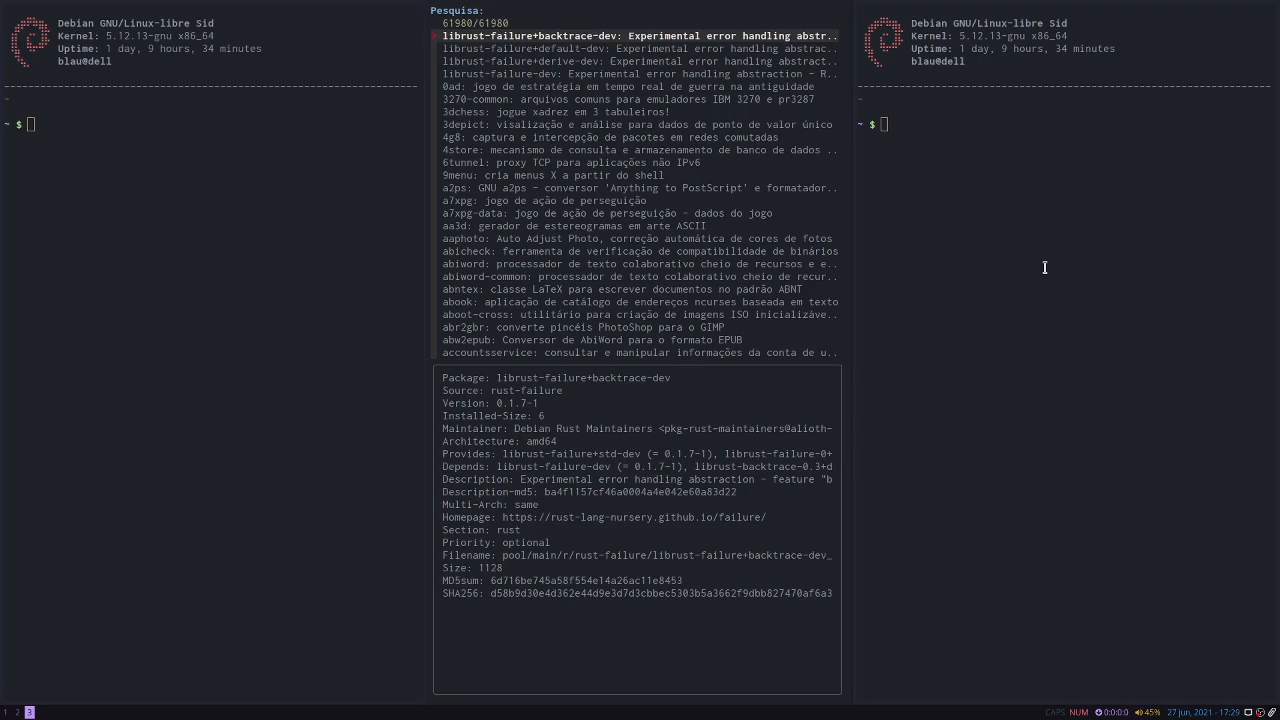 Debian GNU/Linux-libre Sid
Kernel: 5.12.13-gnu x86_64
Uptime: 1 day, 9 hours, 34 minutes
blau@dell
~
~ $
Pesquisa:
61980/61980
librust-failure+backtrace-dev: Experimental error handling abstr..
librust-failure+default-dev: Experimental error handling abstrac..
librust-failure+derive-dev: Experimental error handling abstract..
librust-failure-dev: Experimental error handling abstraction - R..
0ad: jogo de estratégia em tempo real de guerra na antiguidade
3270-common: arquivos comuns para emuladores IBM 3270 e pr3287
3dchess: jogue xadrez em 3 tabuleiros!
3depict: visalização e análise para dados de ponto de valor único
4g8: captura e intercepção de pacotes em redes comutadas
4store: mecanismo de consulta e armazenamento de banco de dados ..
6tunnel: proxy TCP para aplicações não IPv6
9menu: cria menus X a partir do shell
a2ps: GNU a2ps - conversor 'Anything to PostScript' e formatador..
a7xpg: jogo de ação de perseguição
a7xpg-data: jogo de ação de perseguição - dados do jogo
aa3d: gerador de estereogramas em arte ASCII
aaphoto: Auto Adjust Photo, correção automática de cores de fotos
abicheck: ferramenta de verificação de compatibilidade de binários
abiword: processador de texto colaborativo cheio de recursos e e..
abiword-common: processador de texto colaborativo cheio de recur..
abntex: classe LaTeX para escrever documentos no padrão ABNT
abook: aplicação de catálogo de endereços ncurses baseada em texto
aboot-cross: utilitário para criação de imagens ISO inicializáve..
abr2gbr: converte pincéis PhotoShop para o GIMP
abw2epub: Conversor de AbiWord para o formato EPUB
accountsservice: consultar e manipular informações da conta de u..
Package: librust-failure+backtrace-dev
Source: rust-failure
Version: 0.1.7-1
Installed-Size: 6
Maintainer: Debian Rust Maintainers <pkg-rust-maintainers@alioth-
Architecture: amd64
Provides: librust-failure+std-dev (= 0.1.7-1), librust-failure-0+
Depends: librust-failure-dev (= 0.1.7-1), librust-backtrace-0.3+d
Description: Experimental error handling abstraction - feature "b
Description-md5: ba4f1157cf46a0004a4e042e60a83d22
Multi-Arch: same
Homepage: https://rust-lang-nursery.github.io/failure/
Section: rust
Priority: optional
Filename: pool/main/r/rust-failure/librust-failure+backtrace-dev_
Size: 1128
MD5sum: 6d716be745a58f554e14a26ac11e8453
SHA256: d58b9d30e4d362e44d9e3d7d3cbbec5303b5a3662f9dbb827470af6a3
Debian GNU/Linux-libre Sid
Kernel: 5.12.13-gnu x86_64
Uptime: 1 day, 9 hours, 34 minutes
blau@dell
~
~ $
1 2 3 CAPS NUM 0:0:0:0 45% 27 jun, 2021 - 17:29